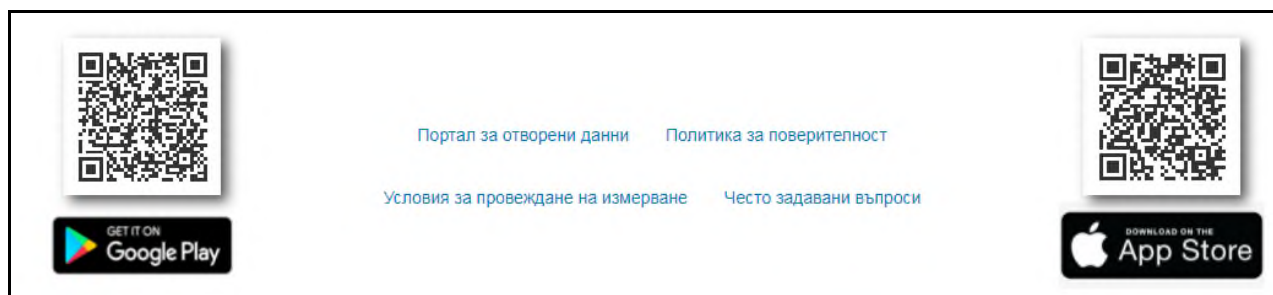 Портал за отворени данни Политика за поверителност
Условия за провеждане на измерване Често задавани въпроси
GET IT ON
Google Play
DOWNLOAD ON THE
App Store